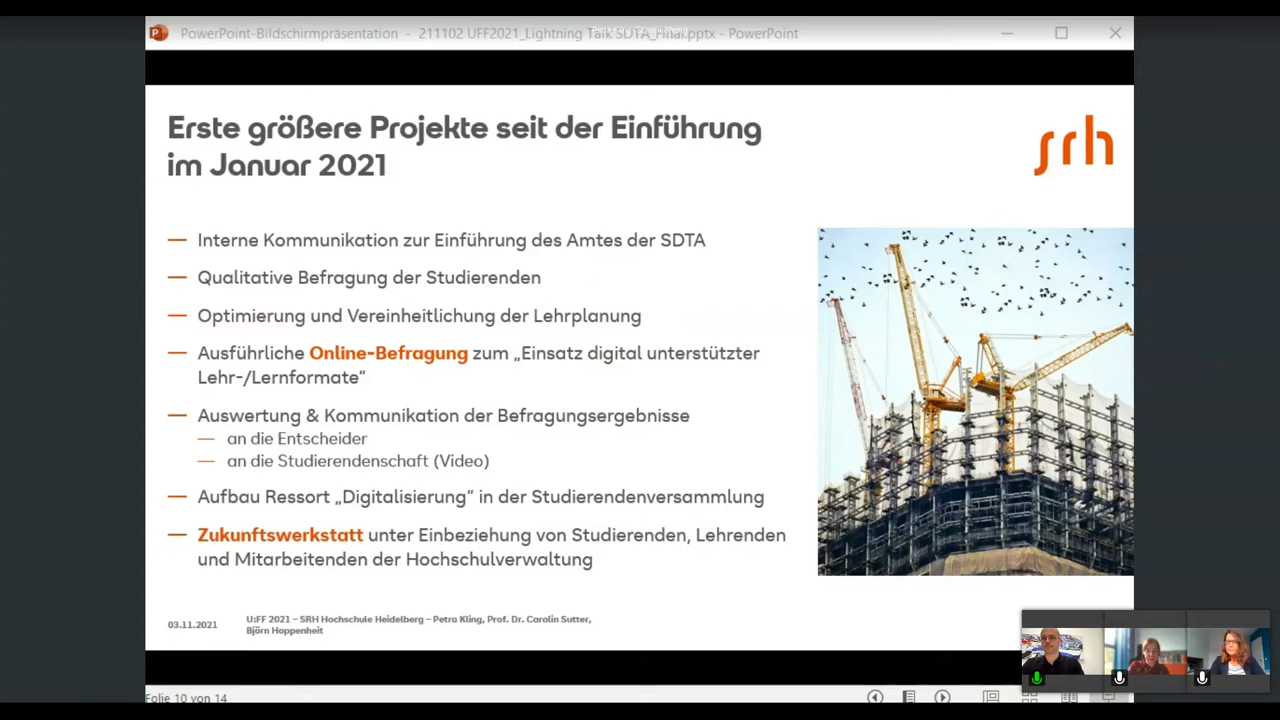 PowerPoint-Bildschirmpräsentation - 211102 UFF2021_Lightning Talk SDTA_Final.pptx - PowerPoint
Erste größere Projekte seit der Einführung
im Januar 2021
srh
— Interne Kommunikation zur Einführung des Amtes der SDTA
— Qualitative Befragung der Studierenden
— Optimierung und Vereinheitlichung der Lehrplanung
— Ausführliche Online-Befragung zum „Einsatz digital unterstützter
Lehr-/Lernformate“
— Auswertung & Kommunikation der Befragungsergebnisse
— an die Entscheider
— an die Studierendenschaft (Video)
— Aufbau Ressort „Digitalisierung“ in der Studierendenversammlung
— Zukunftswerkstatt unter Einbeziehung von Studierenden, Lehrenden
und Mitarbeitenden der Hochschulverwaltung
03.11.2021
U:FF 2021 – SRH Hochschule Heidelberg – Petra Kling, Prof. Dr. Carolin Sutter,
Björn Hoppenheit
Folie 10 von 14